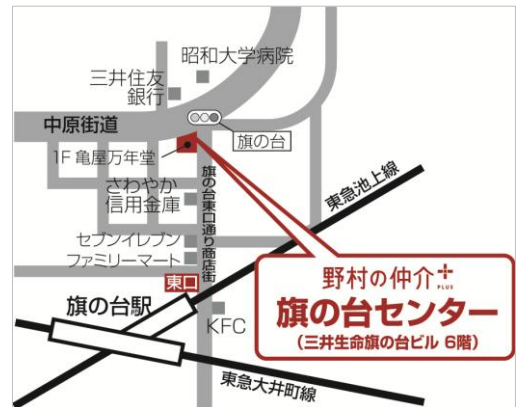 昭和大学病院
三井住友
銀行
中原街道
旗の台
1F 亀屋万年堂
さわやか
信用金庫
旗の台東口通り商店街
東急池上線
セブンイレブン
ファミリーマート
東口
野村の仲介+
PLUS
旗の台センター
(三井生命旗の台ビル 6階)
旗の台駅
KFC
東急大井町線